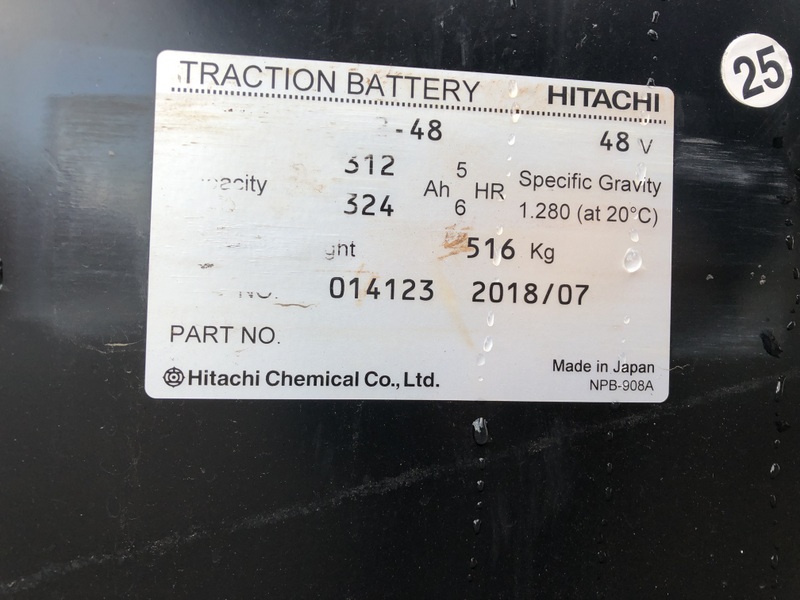 TRACTION BATTERY HITACHI
-48 48 V
312 5
Ah HR Specific Gravity
324 6 1.280 (at 20°C)
516 Kg
NO. 014123 2018/07
PART NO.
Hitachi Chemical Co., Ltd. Made in Japan
NPB-908A
25